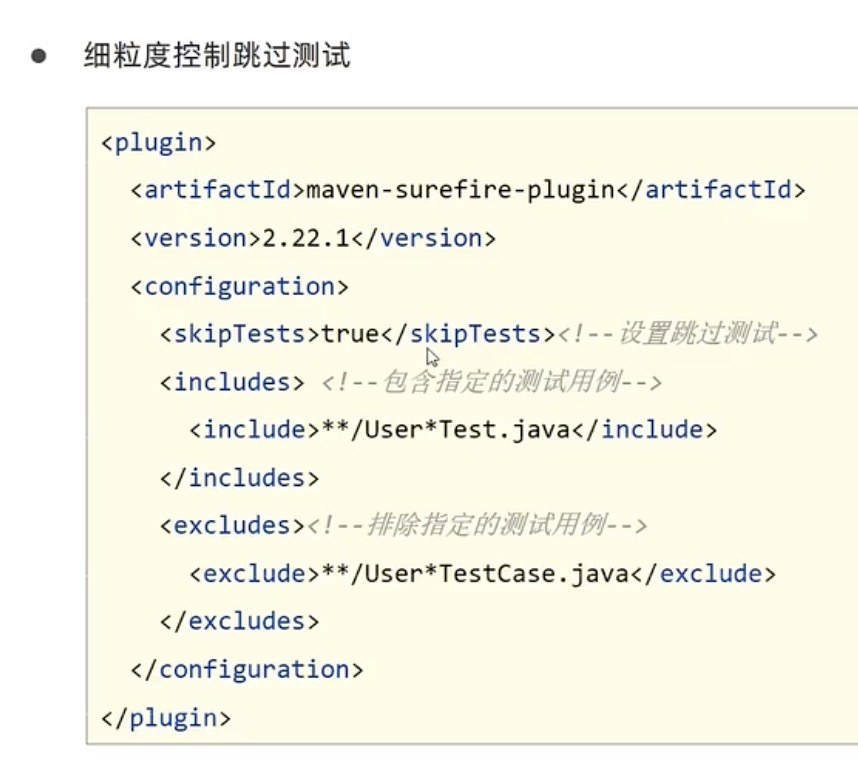 ● 细粒度控制跳过测试
<plugin>
  <artifactId>maven-surefire-plugin</artifactId>
  <version>2.22.1</version>
  <configuration>
    <skipTests>true</skipTests><!--设置跳过测试-->
    <includes> <!--包含指定的测试用例-->
      <include>**/User*Test.java</include>
    </includes>
    <excludes><!--排除指定的测试用例-->
      <exclude>**/User*TestCase.java</exclude>
    </excludes>
  </configuration>
</plugin>